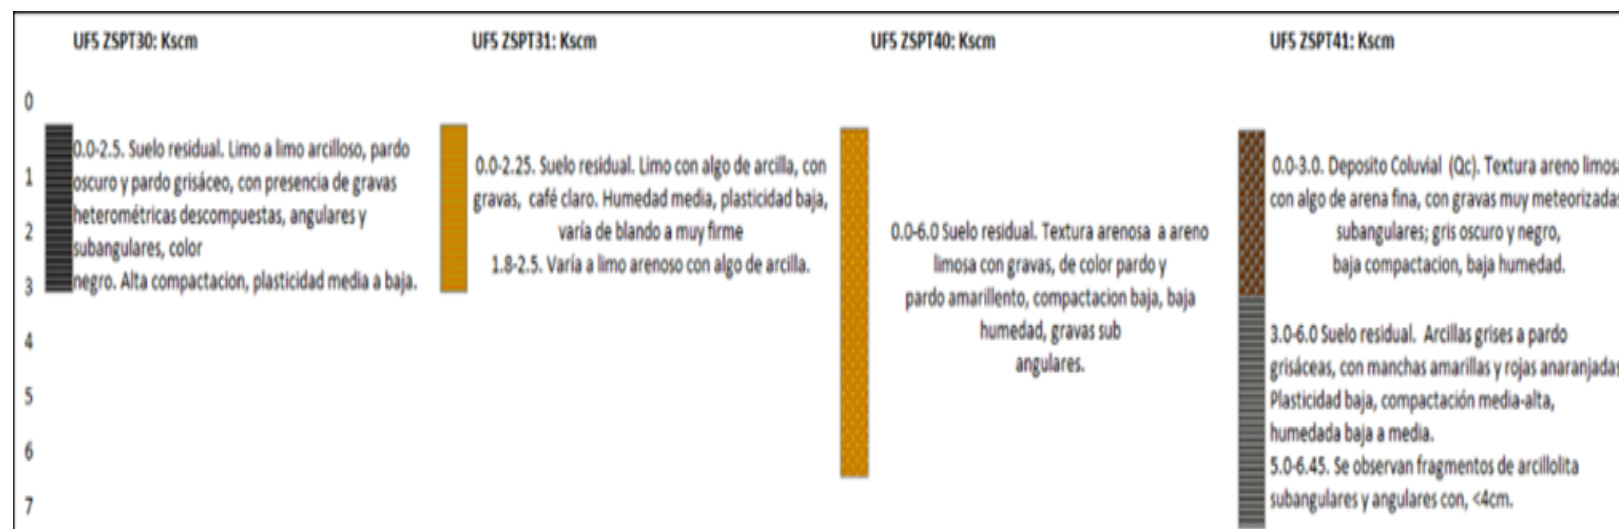 UF5 ZSPT30: Kscm
UF5 ZSPT31: Kscm
UF5 ZSPT40: Kscm
UF5 ZSPT41: Kscm
0
1
2
3
4
5
6
7
0.0-2.5. Suelo residual. Limo a limo arcilloso, pardo
oscuro y pardo grisáceo, con presencia de gravas
heterométricas descompuestas, angulares y
subangulares, color
negro. Alta compactacion, plasticidad media a baja.
0.0-2.25. Suelo residual. Limo con algo de arcilla, con
gravas, café claro. Humedad media, plasticidad baja,
varía de blando a muy firme
1.8-2.5. Varía a limo arenoso con algo de arcilla.
0.0-6.0 Suelo residual. Textura arenosa a areno
limosa con gravas, de color pardo y
pardo amarillento, compactacion baja, baja
humedad, gravas sub
angulares.
0.0-3.0. Deposito Coluvial (Qc). Textura areno limosa
con algo de arena fina, con gravas muy meteorizadas
subangulares; gris oscuro y negro,
baja compactacion, baja humedad.
3.0-6.0 Suelo residual. Arcillas grises a pardo
grisáceas, con manchas amarillas y rojas anaranjadas
Plasticidad baja, compactación media-alta,
humedada baja a media.
5.0-6.45. Se observan fragmentos de arcillolita
subangulares y angulares con, <4cm.